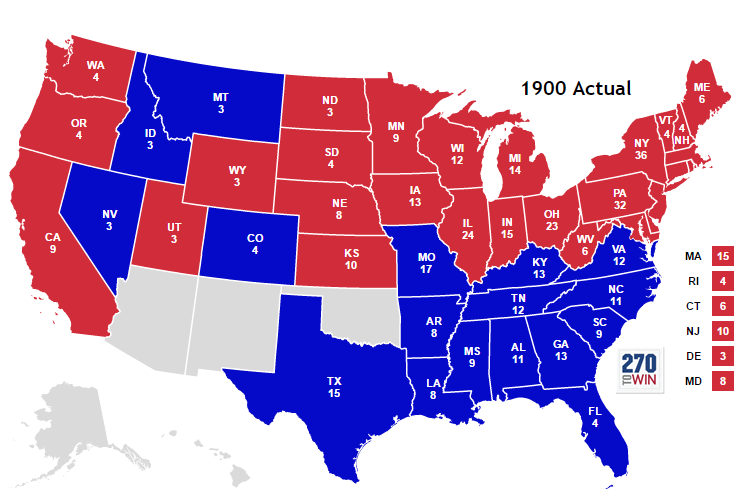 1900 Actual
WA
4
OR
4
CA
9
ID
3
NV
3
MT
3
WY
3
UT
3
CO
4
ND
3
SD
4
NE
8
KS
10
TX
15
MN
9
IA
13
MO
17
AR
8
LA
8
WI
12
IL
24
MS
9
MI
14
IN
15
KY
13
TN
12
AL
11
OH
23
GA
13
FL
4
WV
6
VA
12
NC
11
SC
9
PA
32
NY
36
VT
4
4
NH
ME
6
MA 15
RI 4
CT 6
NJ 10
DE 3
MD 8
270
TO WIN